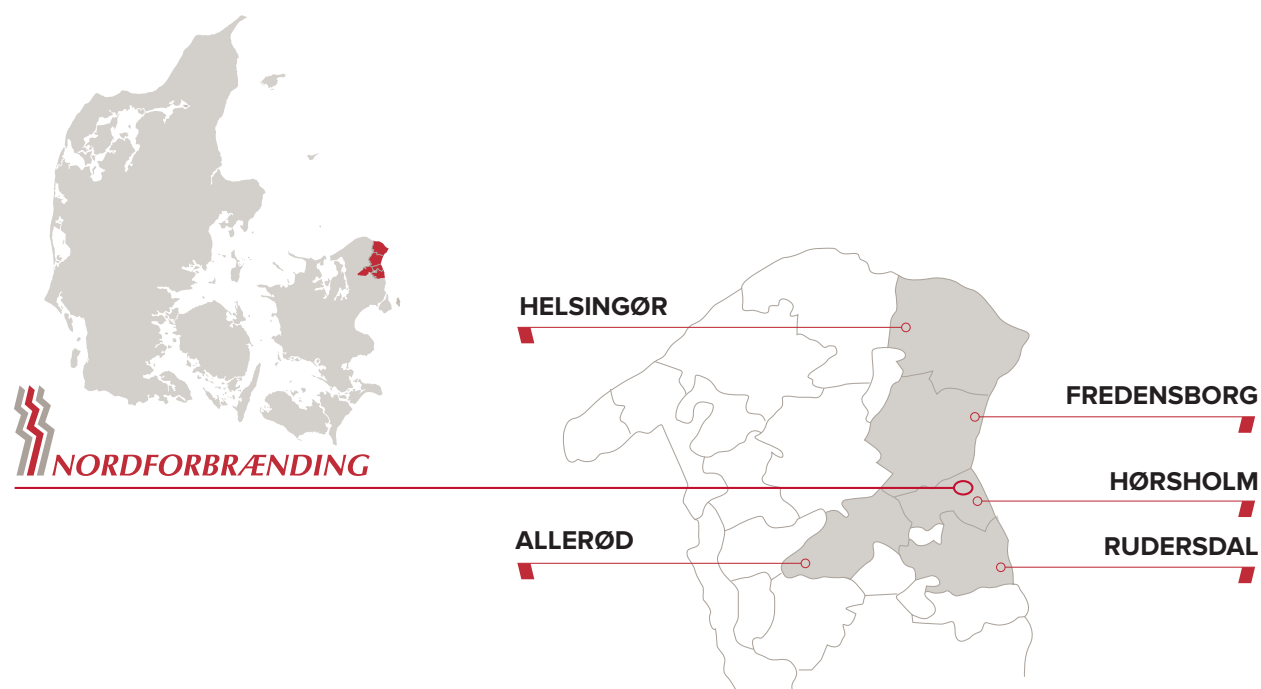 HELSINGØR
FREDENSBORG
NORDFORBRÆNDING
HØRSHOLM
ALLERØD
RUDERSDAL